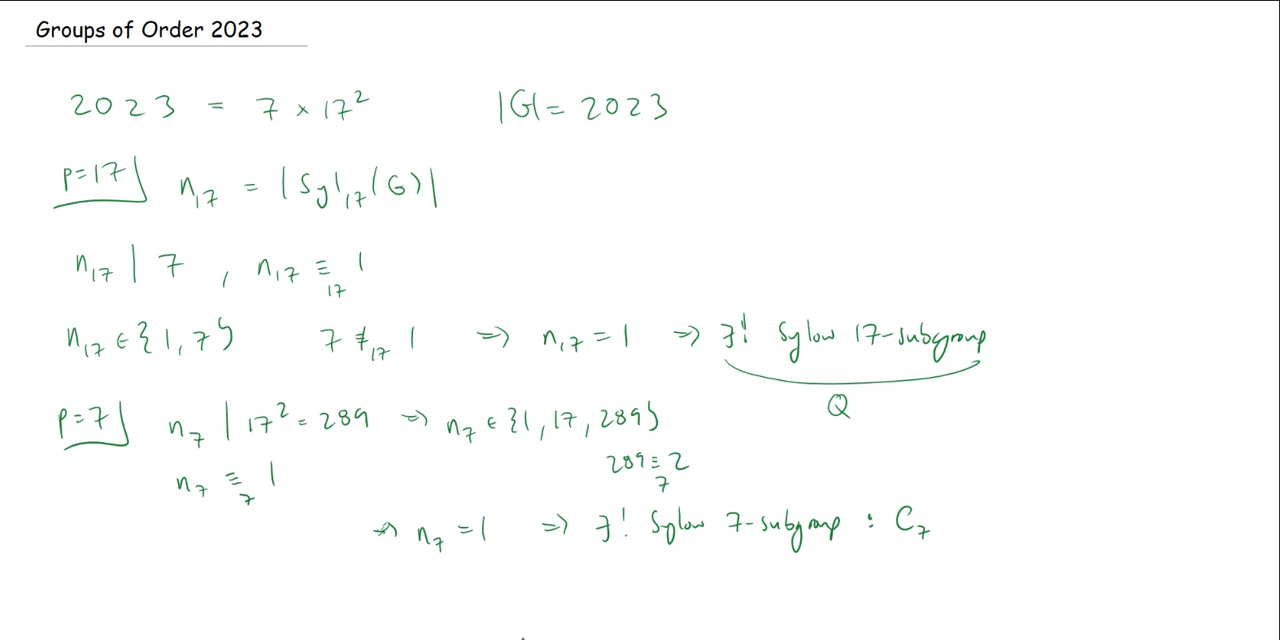 Groups of Order 2023
2023 = 7 × 17² |G| = 2023
p=17 n₁₇ = |Syl₁₇(G)|
n₁₇ | 7 , n₁₇ ≡₁₇ 1
n₁₇ ∈ {1, 7} 7 ≢₁₇ 1 ⇒ n₁₇ = 1 ⇒ ∃! Sylow 17-subgroup
Q
p=7 n₇ | 17² = 289 ⇒ n₇ ∈ {1, 17, 289}
n₇ ≡₇ 1 289 ≡₇ 2
⇒ n₇ = 1 ⇒ ∃! Sylow 7-subgroup : C₇